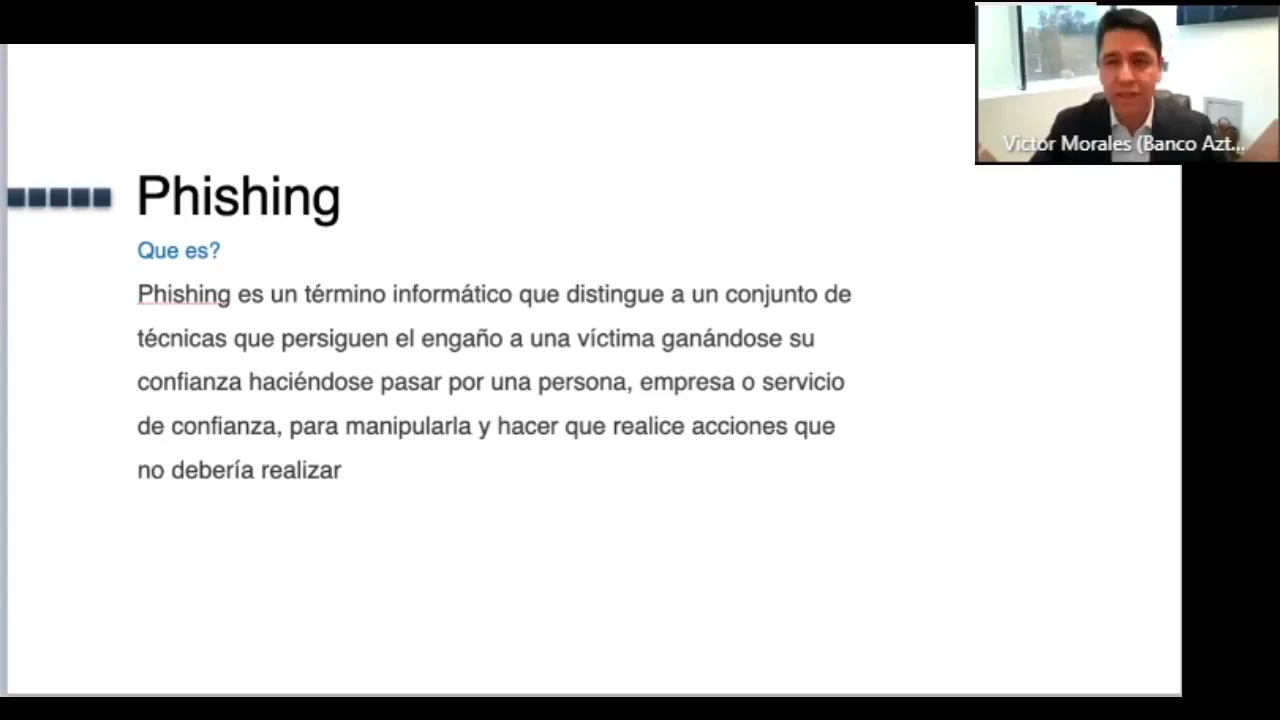 Victor Morales (Banco Azt...
Phishing
Que es?
Phishing es un término informático que distingue a un conjunto de
técnicas que persiguen el engaño a una víctima ganándose su
confianza haciéndose pasar por una persona, empresa o servicio
de confianza, para manipularla y hacer que realice acciones que
no debería realizar